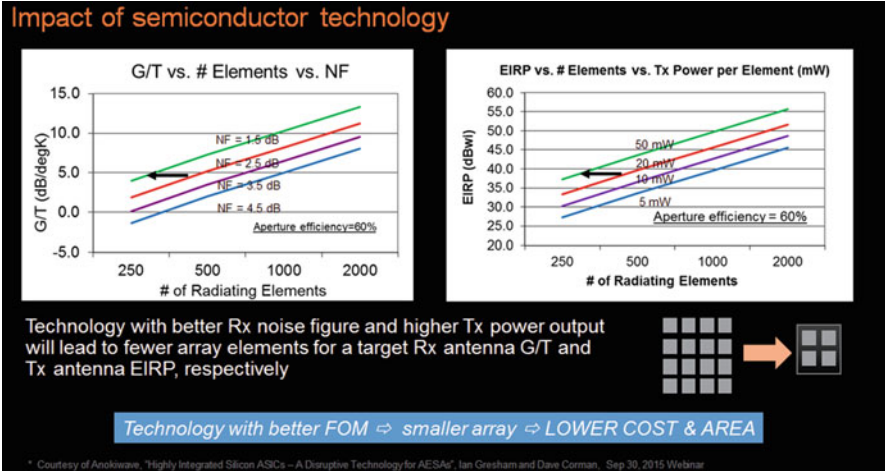 Impact of semiconductor technology
G/T vs. # Elements vs. NF
15.0
10.0
5.0
0.0
-5.0
G/T (dB/degK)
NF = 1.5 dB
NF = 2.5 dB
NF = 3.5 dB
NF = 4.5 dB
Aperture efficiency=60%
250 500 1000 2000
# of Radiating Elements
EIRP vs. # Elements vs. Tx Power per Element (mW)
60.0
55.0
50.0
45.0
40.0
35.0
30.0
25.0
20.0
EIRP (dBwi)
50 mW
20 mW
10 mW
5 mW
Aperture efficiency = 60%
250 500 1000 2000
# of Radiating Elements
Technology with better Rx noise figure and higher Tx power output
will lead to fewer array elements for a target Rx antenna G/T and
Tx antenna EIRP, respectively
Technology with better FOM ⇨ smaller array ⇨ LOWER COST & AREA
* Courtesy of Anokiwave, "Highly Integrated Silicon ASICs – A Disruptive Technology for AESAs", Ian Gresham and Dave Corman, Sep 30, 2015 Webinar